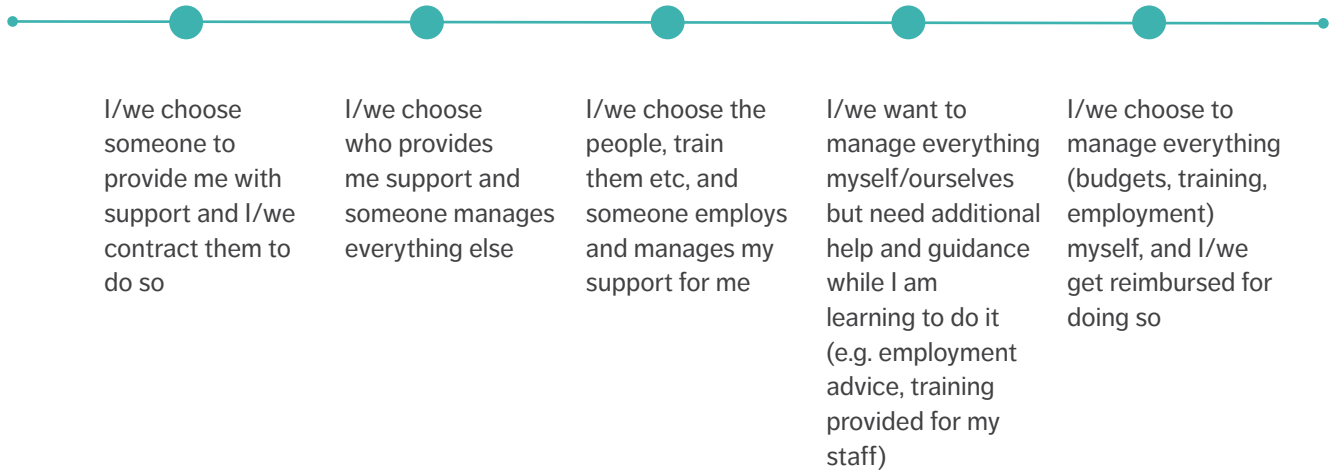 I/we choose
someone to
provide me with
support and I/we
contract them to
do so
I/we choose
who provides
me support and
someone manages
everything else
I/we choose the
people, train
them etc, and
someone employs
and manages my
support for me
I/we want to
manage everything
myself/ourselves
but need additional
help and guidance
while I am
learning to do it
(e.g. employment
advice, training
provided for my
staff)
I/we choose to
manage everything
(budgets, training,
employment)
myself, and I/we
get reimbursed for
doing so